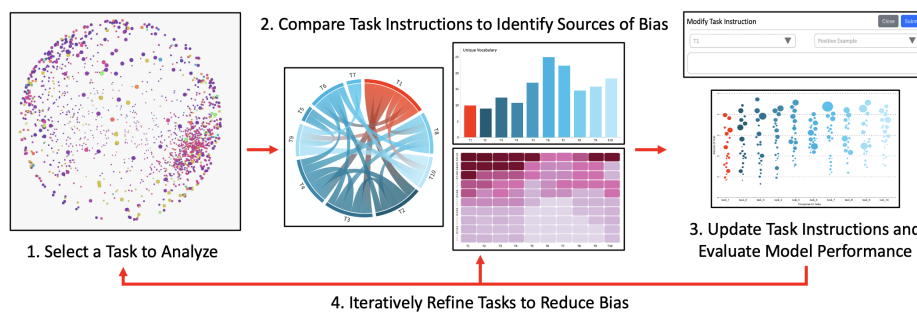 2. Compare Task Instructions to Identify Sources of Bias
Modify Task Instruction
Close
T1
Positive Example
Unique Vocabulary
T7
T1
T6
T5
T8
T9
T10
T4
T2
T3
1. Select a Task to Analyze
3. Update Task Instructions and
Evaluate Model Performance
4. Iteratively Refine Tasks to Reduce Bias